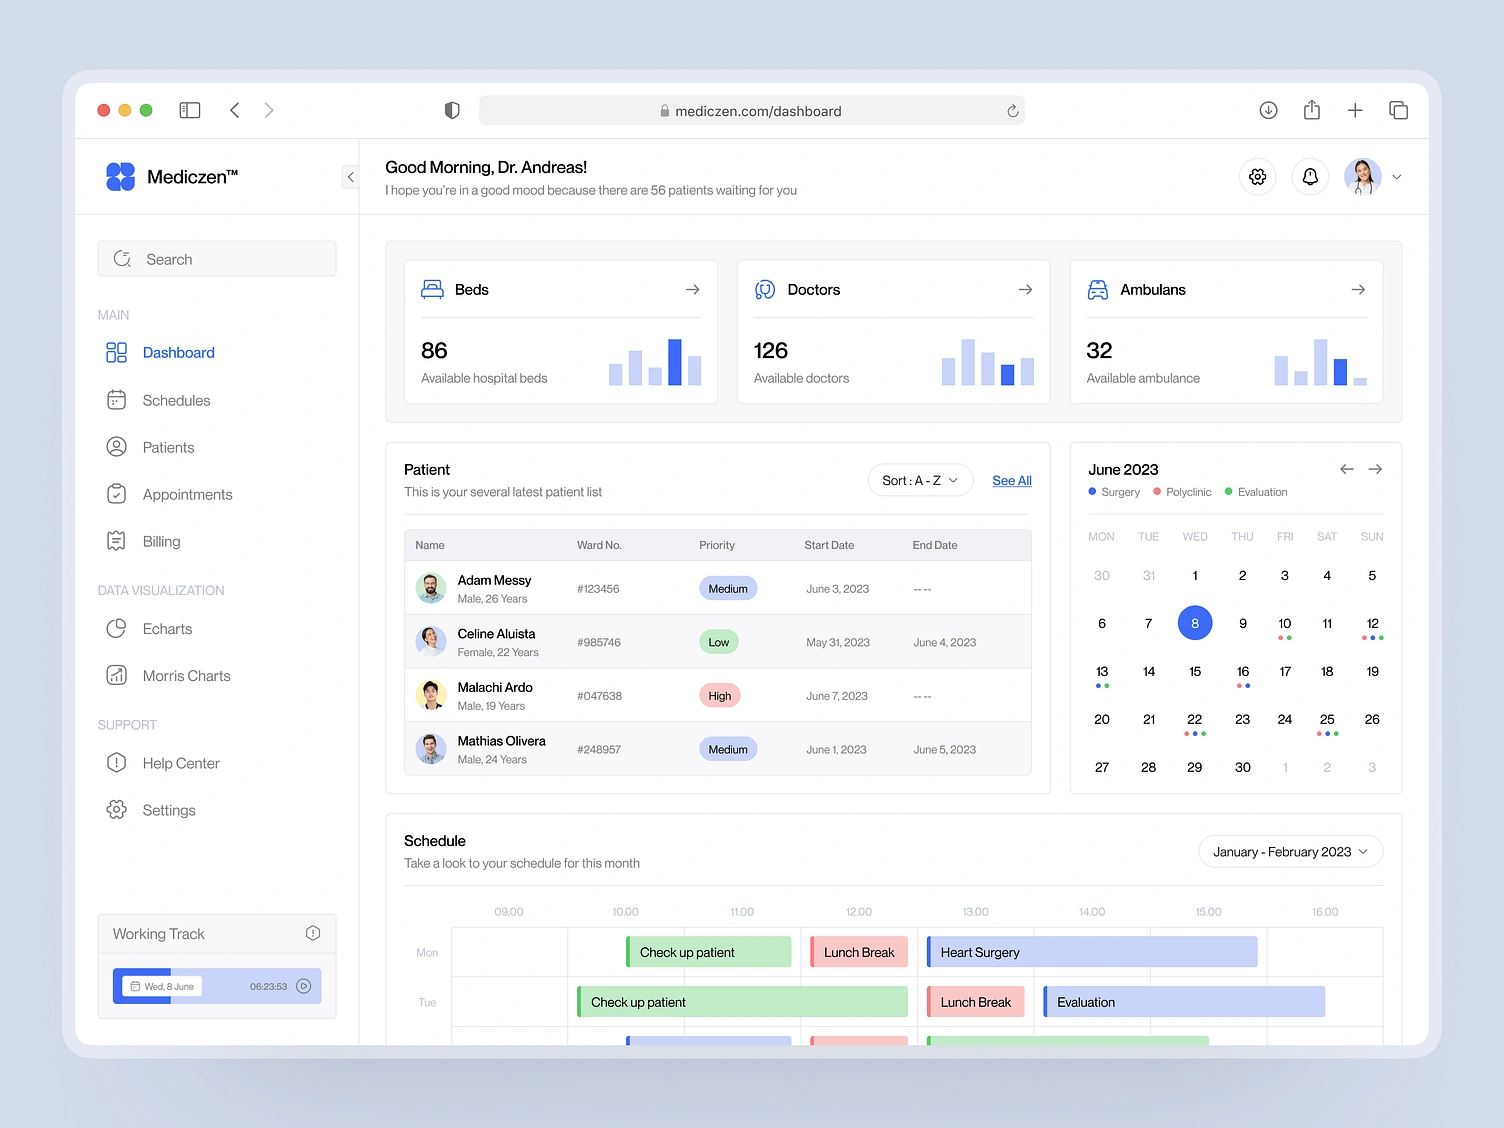 mediczen.com/dashboard
Mediczen™
Good Morning, Dr. Andreas!
I hope you're in a good mood because there are 56 patients waiting for you
Search
MAIN
Dashboard
Schedules
Patients
Appointments
Billing
DATA VISUALIZATION
Echarts
Morris Charts
SUPPORT
Help Center
Settings
Working Track
Wed, 8 June 06:23:53
Beds
86
Available hospital beds
Doctors
126
Available doctors
Ambulans
32
Available ambulance
Patient
This is your several latest patient list
Sort : A - Z
See All
Name Ward No. Priority Start Date End Date
Adam Messy
Male, 26 Years
#123456 Medium June 3, 2023 -- --
Celine Aluista
Female, 22 Years
#985746 Low May 31, 2023 June 4, 2023
Malachi Ardo
Male, 19 Years
#047638 High June 7, 2023 -- --
Mathias Olivera
Male, 24 Years
#248957 Medium June 1, 2023 June 5, 2023
June 2023
Surgery Polyclinic Evaluation
MON TUE WED THU FRI SAT SUN
30 31 1 2 3 4 5
6 7 8 9 10 11 12
13 14 15 16 17 18 19
20 21 22 23 24 25 26
27 28 29 30 1 2 3
Schedule
Take a look to your schedule for this month
January - February 2023
09.00 10.00 11.00 12.00 13.00 14.00 15.00 16.00
Mon Check up patient Lunch Break Heart Surgery
Tue Check up patient Lunch Break Evaluation